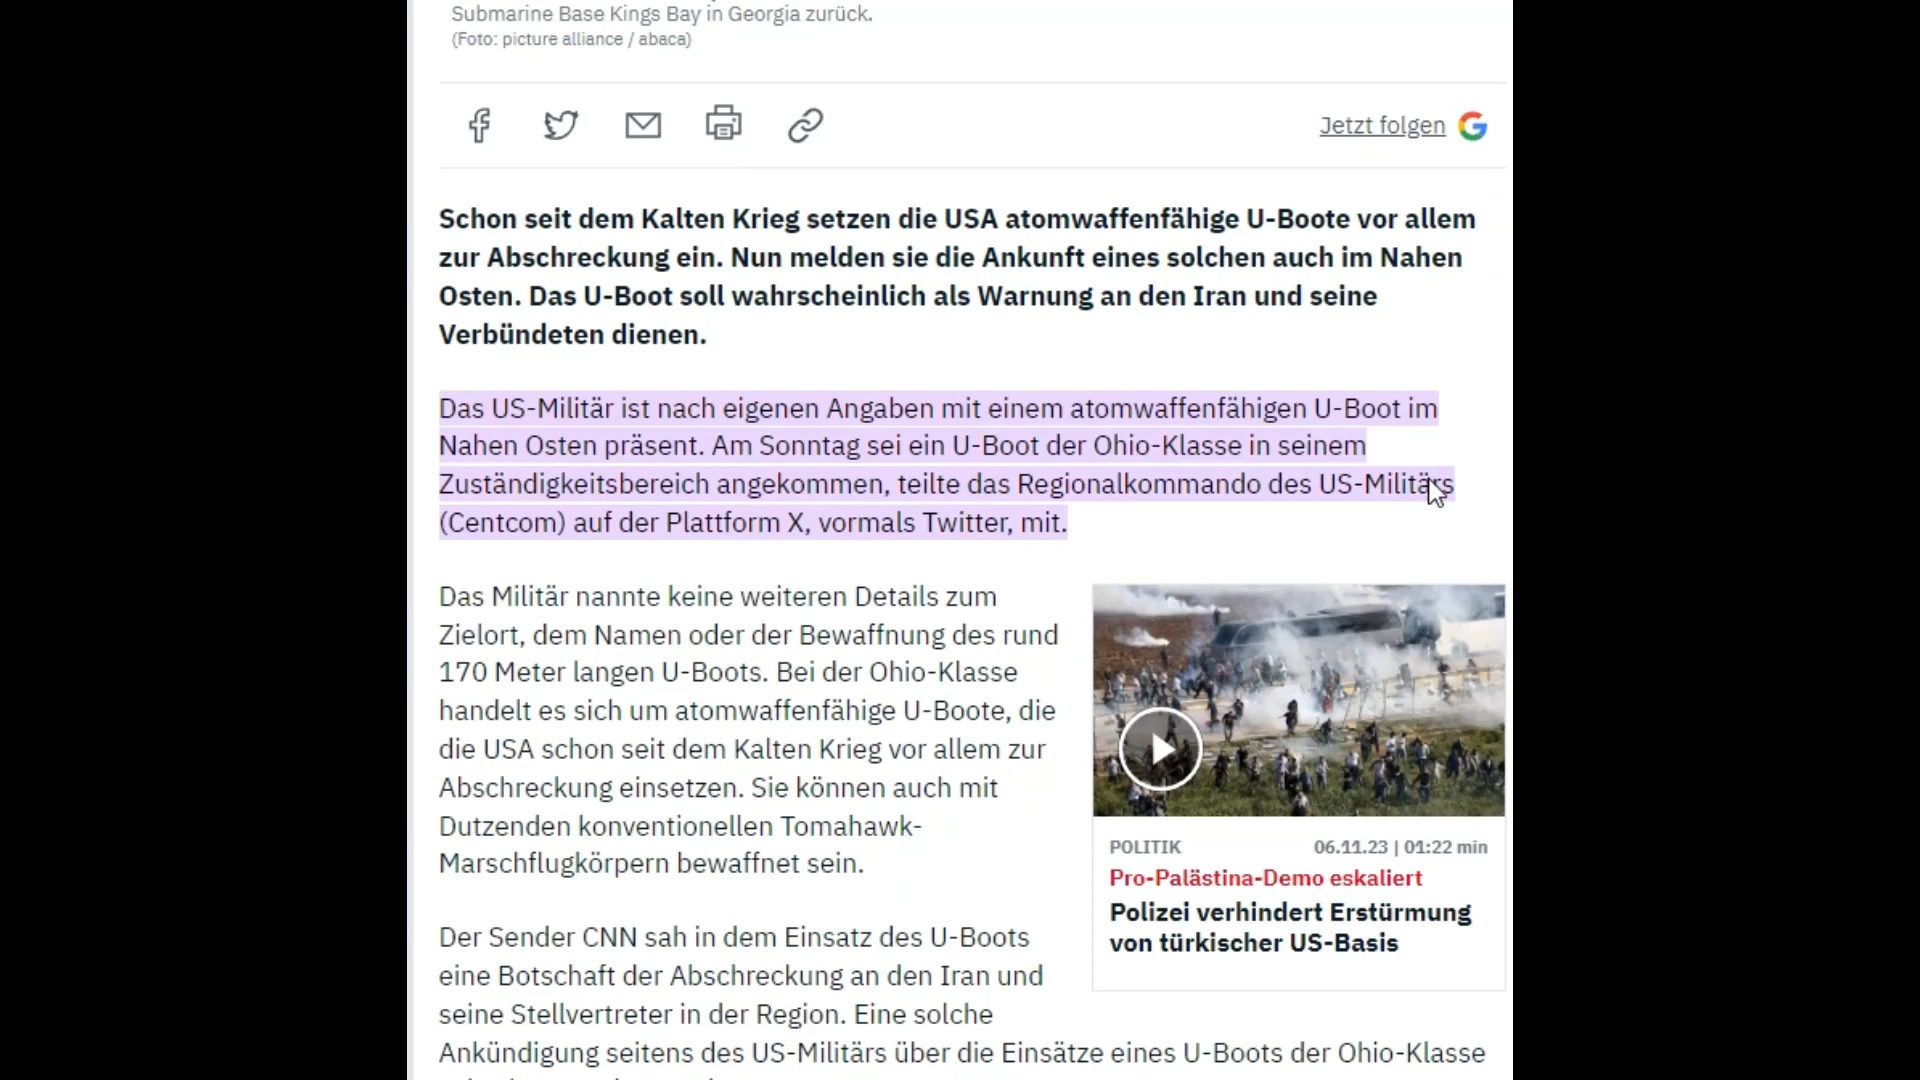 Submarine Base Kings Bay in Georgia zurück.
(Foto: picture alliance / abaca)
Jetzt folgen
Schon seit dem Kalten Krieg setzen die USA atomwaffenfähige U-Boote vor allem
zur Abschreckung ein. Nun melden sie die Ankunft eines solchen auch im Nahen
Osten. Das U-Boot soll wahrscheinlich als Warnung an den Iran und seine
Verbündeten dienen.
Das US-Militär ist nach eigenen Angaben mit einem atomwaffenfähigen U-Boot im
Nahen Osten präsent. Am Sonntag sei ein U-Boot der Ohio-Klasse in seinem
Zuständigkeitsbereich angekommen, teilte das Regionalkommando des US-Militärs
(Centcom) auf der Plattform X, vormals Twitter, mit.
Das Militär nannte keine weiteren Details zum
Zielort, dem Namen oder der Bewaffnung des rund
170 Meter langen U-Boots. Bei der Ohio-Klasse
handelt es sich um atomwaffenfähige U-Boote, die
die USA schon seit dem Kalten Krieg vor allem zur
Abschreckung einsetzen. Sie können auch mit
Dutzenden konventionellen Tomahawk-
Marschflugkörpern bewaffnet sein.
POLITIK 06.11.23 | 01:22 min
Pro-Palästina-Demo eskaliert
Polizei verhindert Erstürmung
von türkischer US-Basis
Der Sender CNN sah in dem Einsatz des U-Boots
eine Botschaft der Abschreckung an den Iran und
seine Stellvertreter in der Region. Eine solche
Ankündigung seitens des US-Militärs über die Einsätze eines U-Boots der Ohio-Klasse